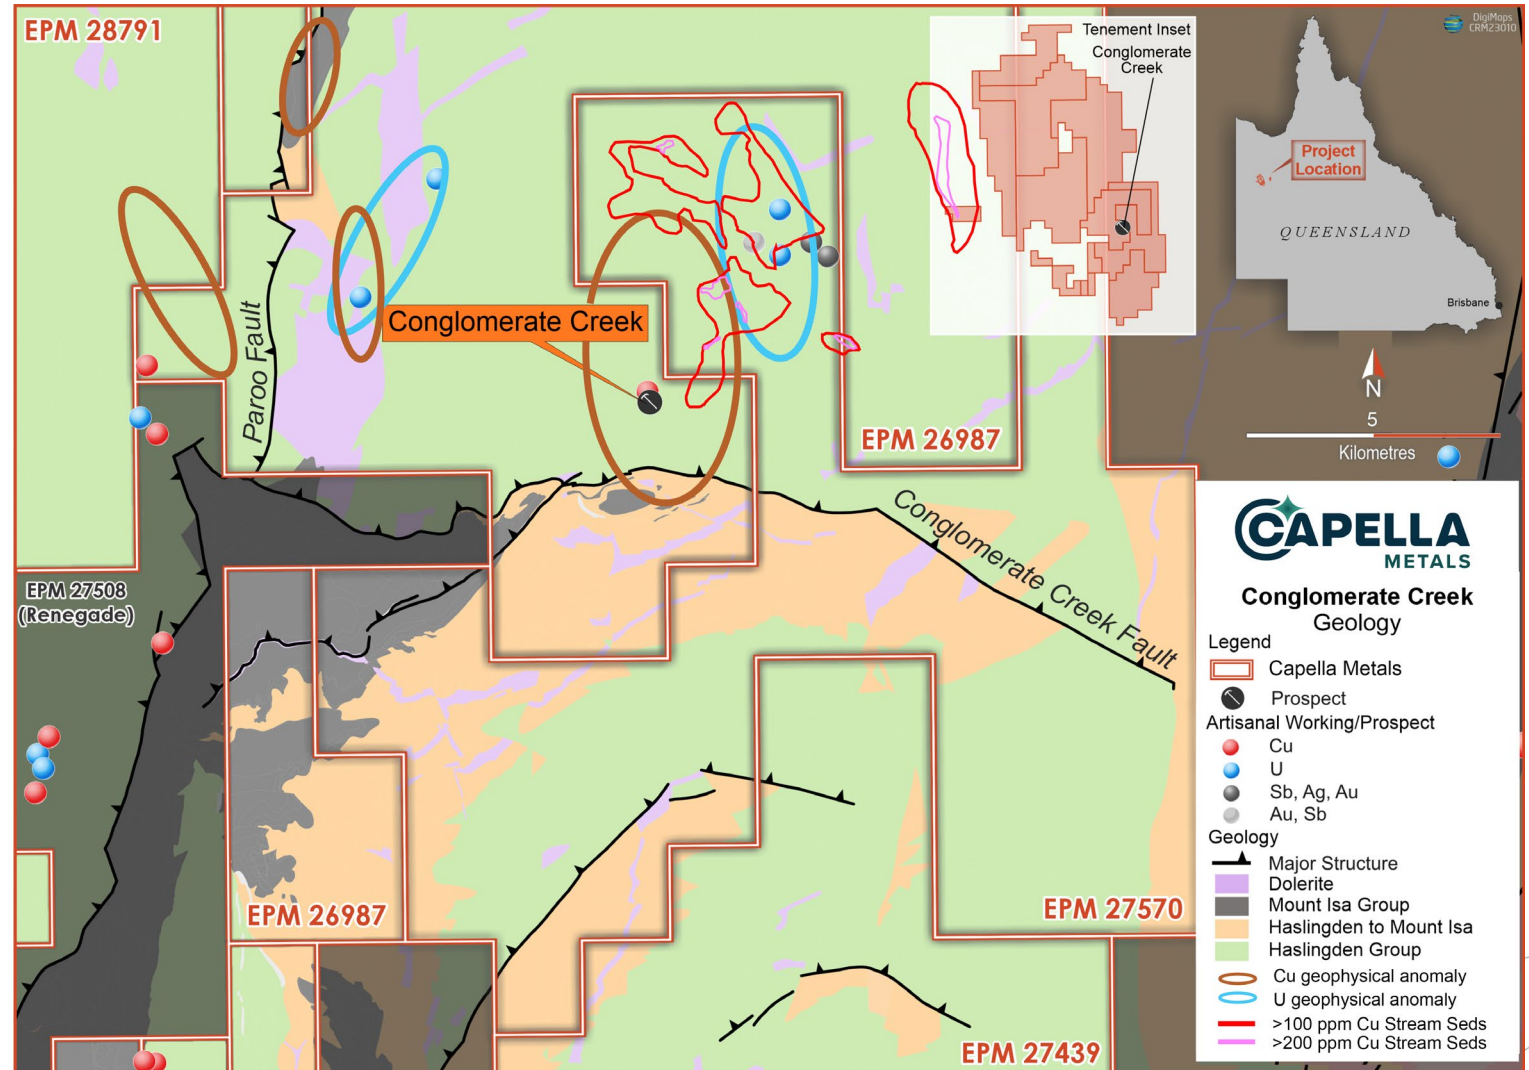 EPM 28791
Tenement Inset
Conglomerate
Creek
DigiMaps
CRM23010
Project
Location
QUEENSLAND
Brisbane
N
5
Kilometres
Conglomerate Creek
Paroo Fault
EPM 26987
Conglomerate Creek Fault
EPM 27508
(Renegade)
EPM 26987
EPM 27570
EPM 27439
CAPELLA
METALS
Conglomerate Creek
Geology
Legend
Capella Metals
Prospect
Artisanal Working/Prospect
Cu
U
Sb, Ag, Au
Au, Sb
Geology
Major Structure
Dolerite
Mount Isa Group
Haslingden to Mount Isa
Haslingden Group
Cu geophysical anomaly
U geophysical anomaly
>100 ppm Cu Stream Seds
>200 ppm Cu Stream Seds